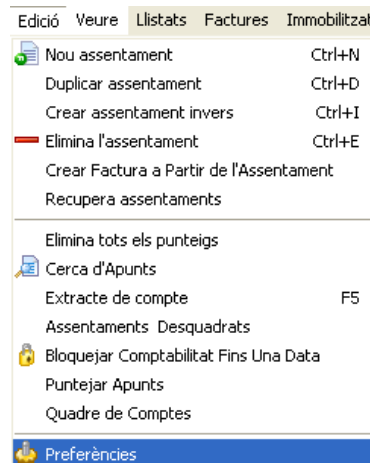 Edició Veure Llistats Factures Immobilitzat
Nou assentament Ctrl+N
Duplicar assentament Ctrl+D
Crear assentament invers Ctrl+I
Elimina l'assentament Ctrl+E
Crear Factura a Partir de l'Assentament
Recupera assentaments
Elimina tots els punteigs
Cerca d'Apunts
Extracte de compte F5
Assentaments Desquadrats
Bloquejar Comptabilitat Fins Una Data
Puntejar Apunts
Quadre de Comptes
Preferències